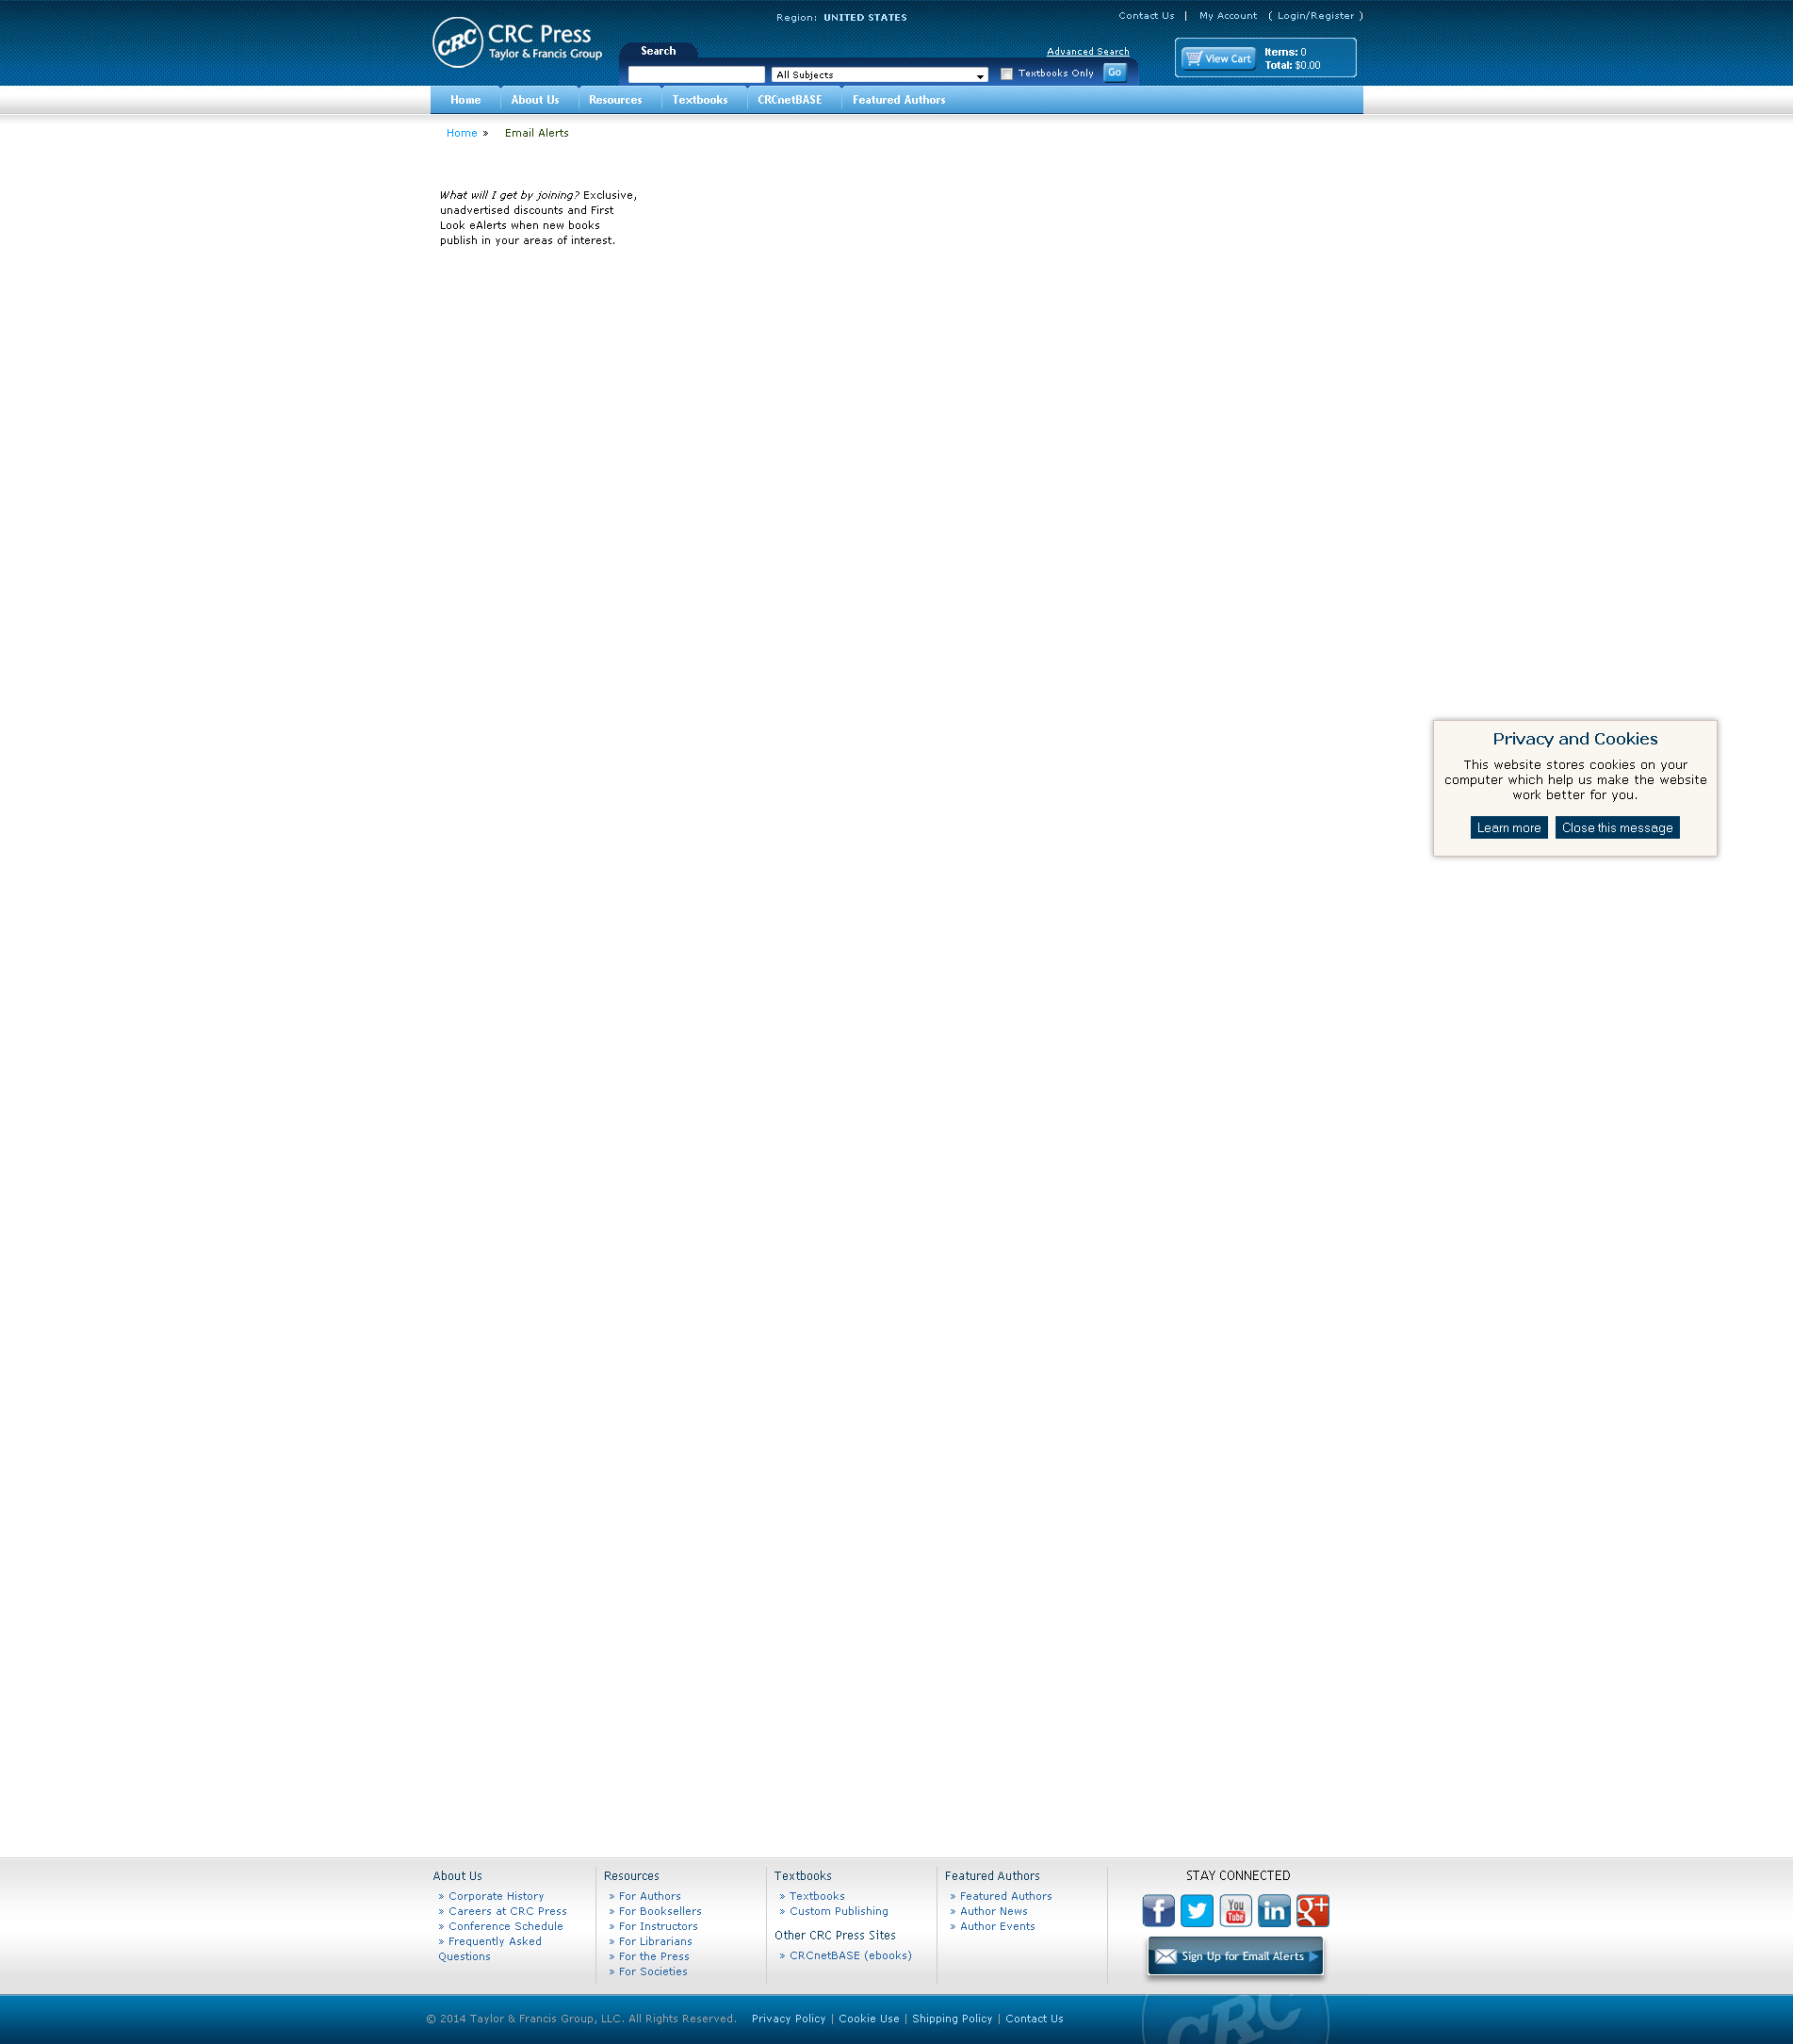 Region: UNITED STATES
Contact Us | My Account ( Login/Register )
CRC CRC Press
Taylor & Francis Group
Search
Advanced Search
All Subjects
Textbooks Only
Go
View Cart
Items: 0
Total: $0.00
Home
About Us
Resources
Textbooks
CRCnetBASE
Featured Authors
Home » Email Alerts
What will I get by joining? Exclusive,
unadvertised discounts and First
Look eAlerts when new books
publish in your areas of interest.
Privacy and Cookies
This website stores cookies on your
computer which help us make the website
work better for you.
Learn more
Close this message
About Us
» Corporate History
» Careers at CRC Press
» Conference Schedule
» Frequently Asked
Questions
Resources
» For Authors
» For Booksellers
» For Instructors
» For Librarians
» For the Press
» For Societies
Textbooks
» Textbooks
» Custom Publishing
Other CRC Press Sites
» CRCnetBASE (ebooks)
Featured Authors
» Featured Authors
» Author News
» Author Events
STAY CONNECTED
f
You Tube
in
g+
Sign Up for Email Alerts
© 2014 Taylor & Francis Group, LLC. All Rights Reserved. Privacy Policy | Cookie Use | Shipping Policy | Contact Us
CRC